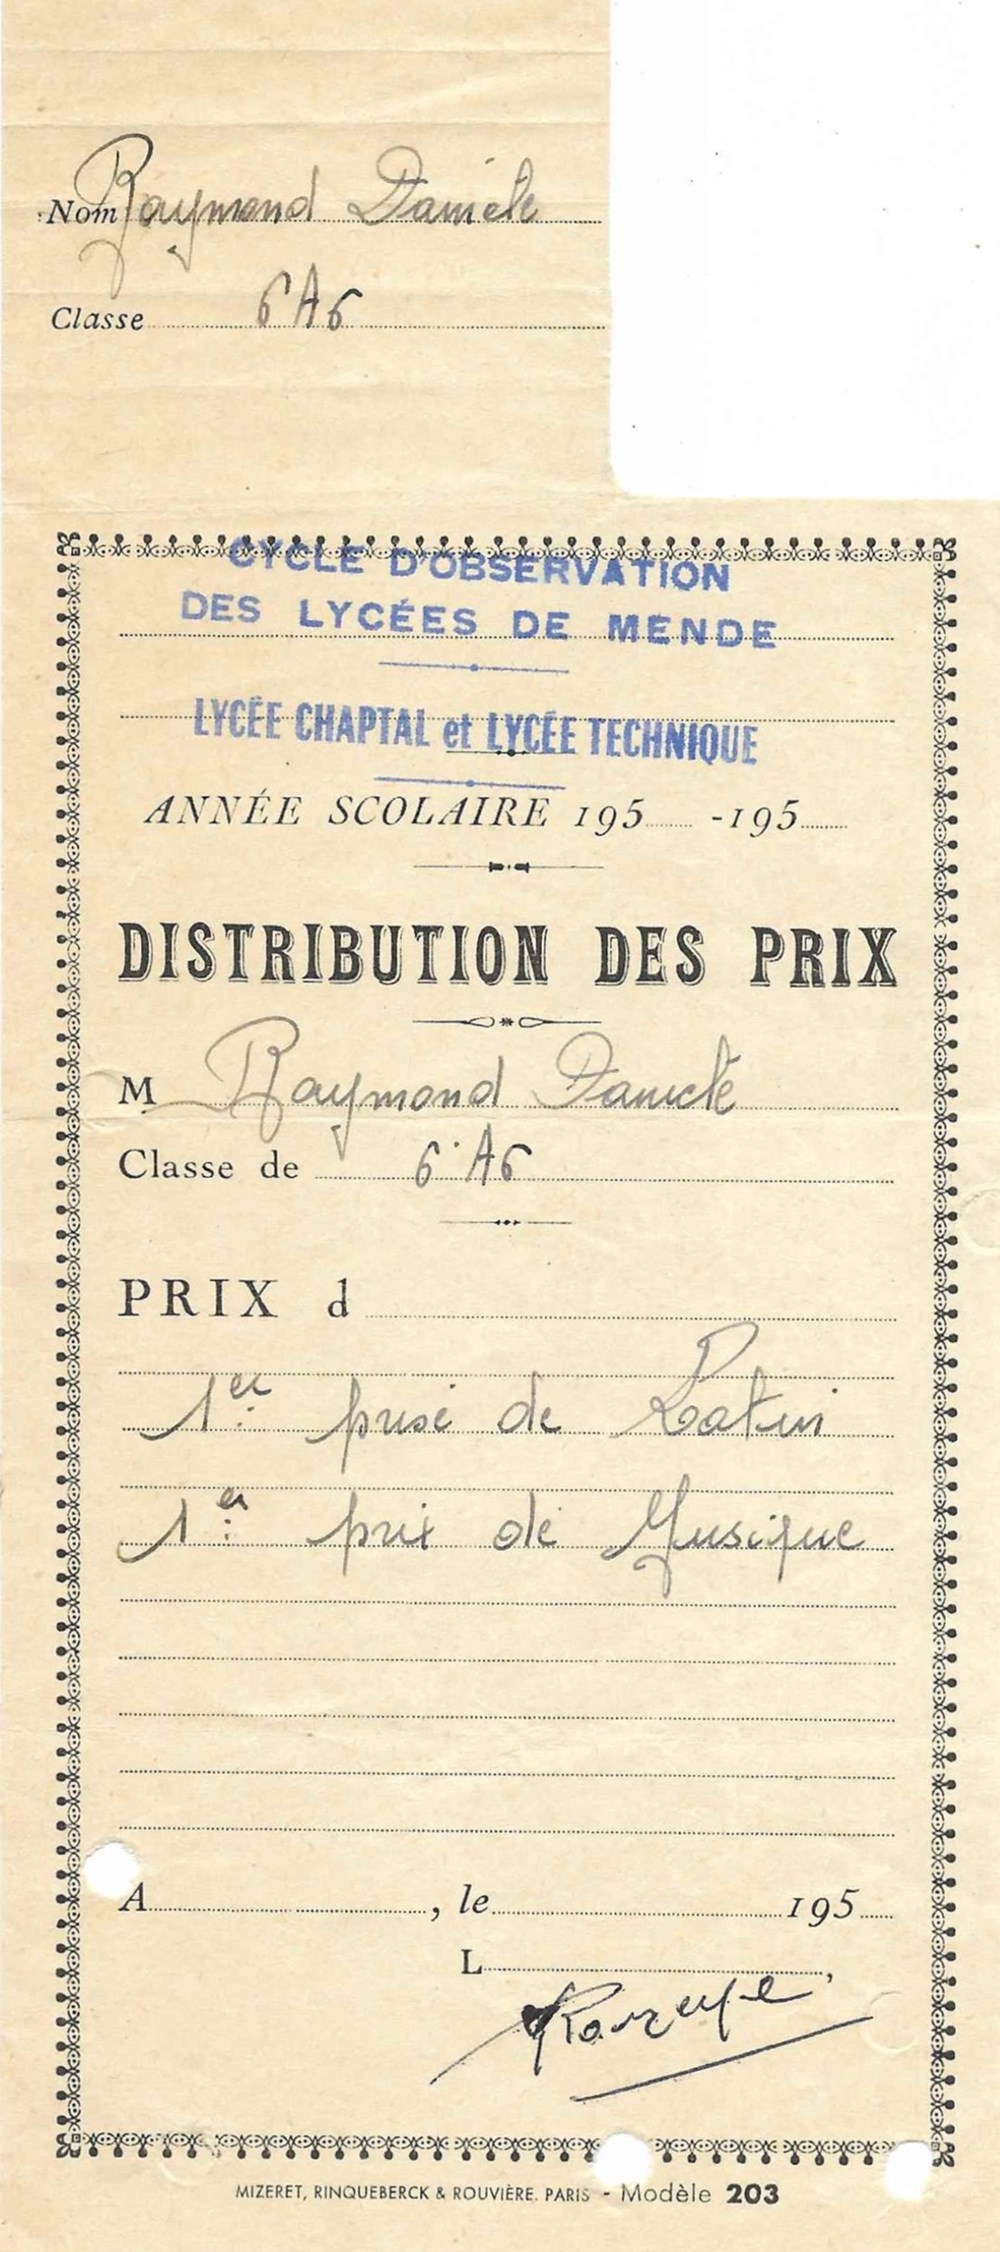 Nom Raymond Danièle
Classe 6 A6
CYCLE D'OBSERVATION
DES LYCÉES DE MENDE
LYCÉE CHAPTAL et LYCÉE TECHNIQUE
ANNÉE SCOLAIRE 195 -195
DISTRIBUTION DES PRIX
M Raymond Danièle
Classe de 6 A6
PRIX d
1er prix de Latin
1er prix de Musique
A , le 195
L ,
MIZERET, RINQUEBERCK & ROUVIÈRE. PARIS - Modèle 203